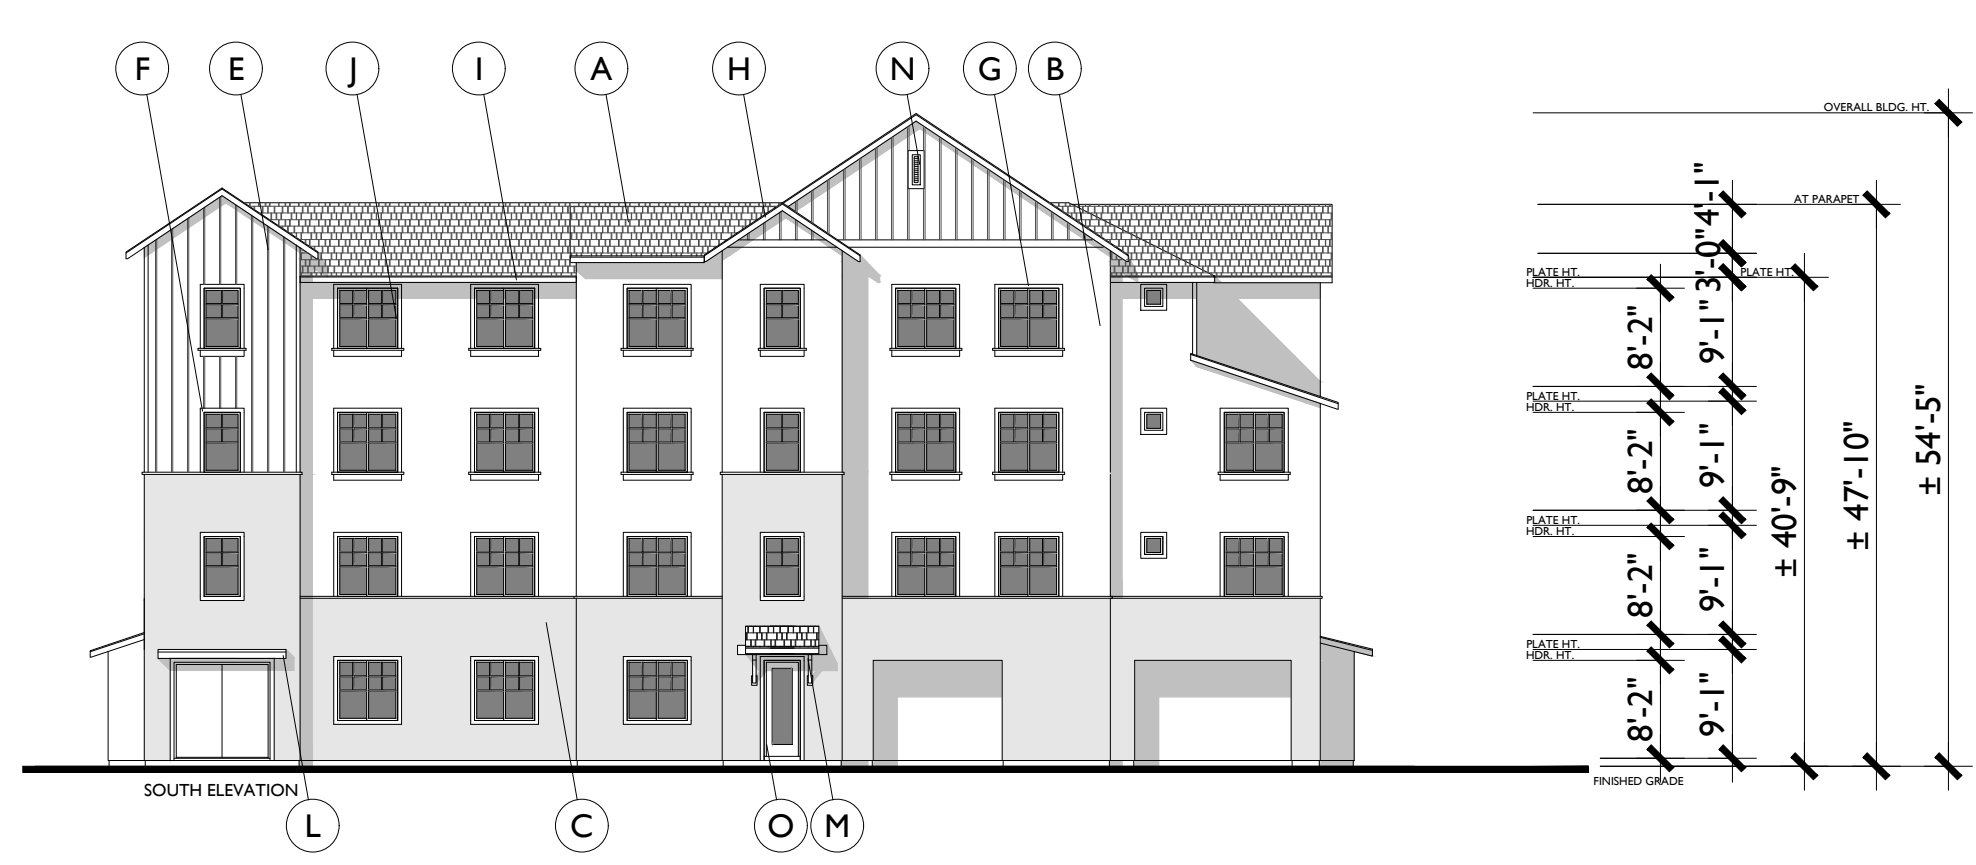 F E J I A H N G B
OVERALL BLDG. HT.
AT PARAPET
4'-1"
3'-0"
PLATE HT. PLATE HT.
HDR. HT.
8'-2" 9'-1"
PLATE HT.
HDR. HT.
8'-2" 9'-1"
± 40'-9" ± 47'-10" ± 54'-5"
PLATE HT.
HDR. HT.
8'-2" 9'-1"
PLATE HT.
HDR. HT.
8'-2" 9'-1"
FINISHED GRADE
SOUTH ELEVATION
L C O M